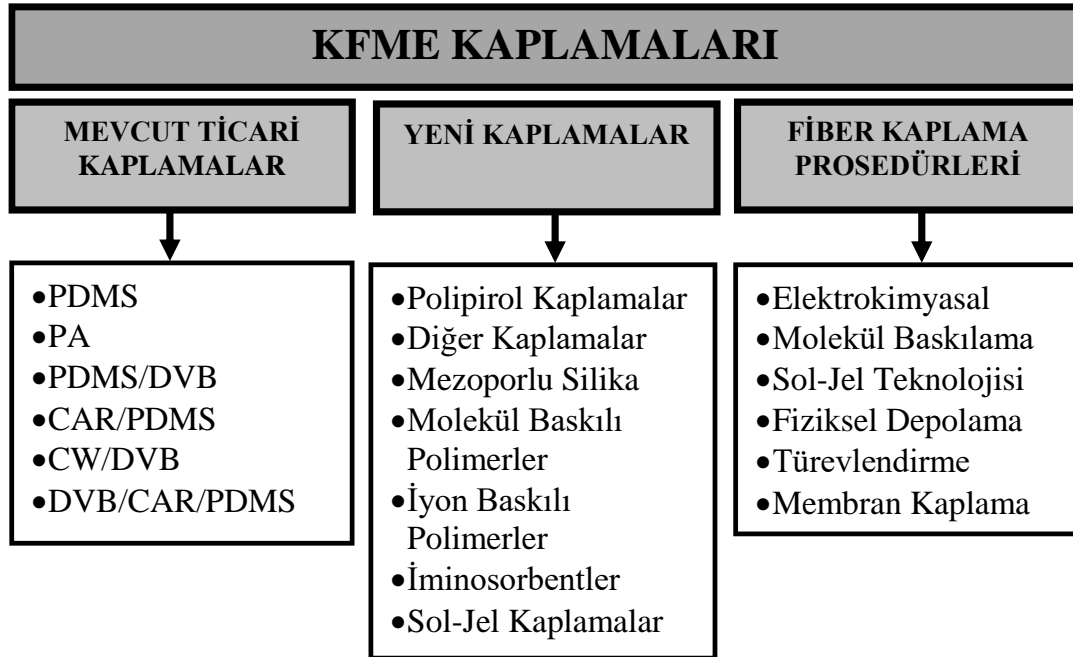 KFME KAPLAMALARI
MEVCUT TİCARİ
KAPLAMALAR
•PDMS
•PA
•PDMS/DVB
•CAR/PDMS
•CW/DVB
•DVB/CAR/PDMS
YENİ KAPLAMALAR
•Polipirol Kaplamalar
•Diğer Kaplamalar
•Mezoporlu Silika
•Molekül Baskılı
Polimerler
•İyon Baskılı
Polimerler
•İminosorbentler
•Sol-Jel Kaplamalar
FİBER KAPLAMA
PROSEDÜRLERİ
•Elektrokimyasal
•Molekül Baskılama
•Sol-Jel Teknolojisi
•Fiziksel Depolama
•Türevlendirme
•Membran Kaplama